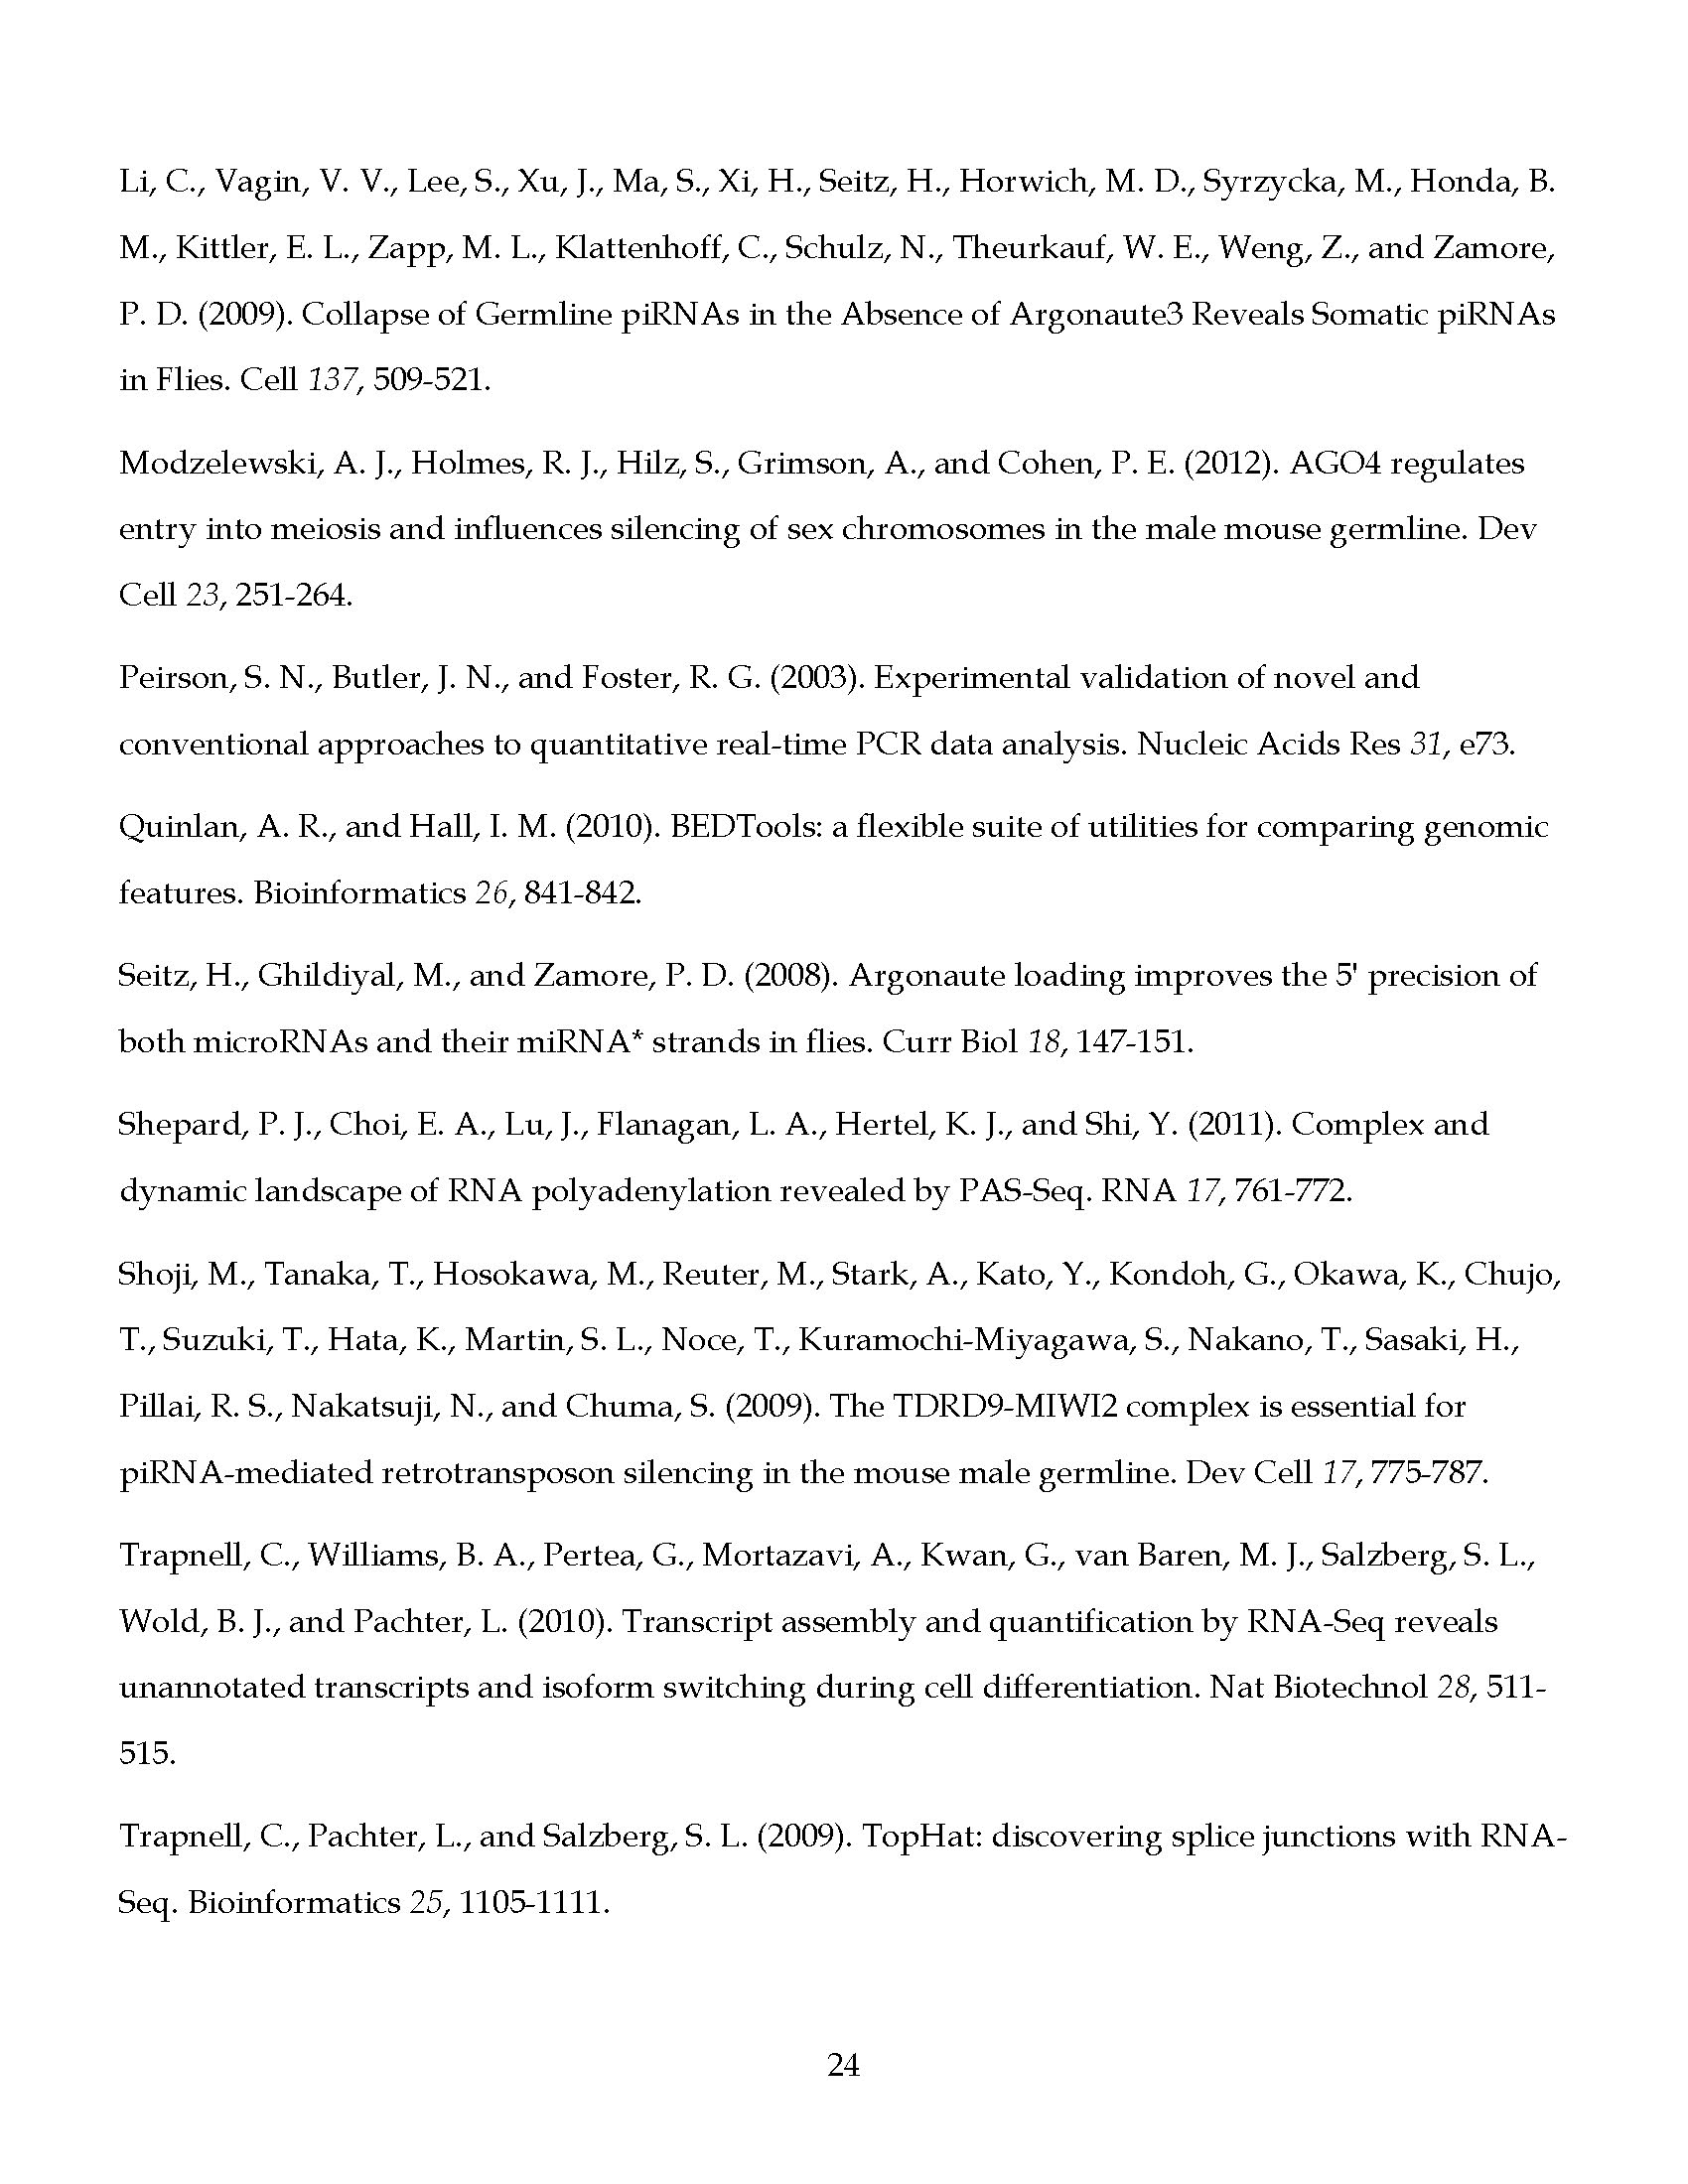 Li, C., Vagin, V. V., Lee, S., Xu, J., Ma, S., Xi, H., Seitz, H., Horwich, M. D., Syrzycka, M., Honda, B.
M., Kittler, E. L., Zapp, M. L., Klattenhoff, C., Schulz, N., Theurkauf, W. E., Weng, Z., and Zamore,
P. D. (2009). Collapse of Germline piRNAs in the Absence of Argonaute3 Reveals Somatic piRNAs
in Flies. Cell 137, 509-521.
Modzelewski, A. J., Holmes, R. J., Hilz, S., Grimson, A., and Cohen, P. E. (2012). AGO4 regulates
entry into meiosis and influences silencing of sex chromosomes in the male mouse germline. Dev
Cell 23, 251-264.
Peirson, S. N., Butler, J. N., and Foster, R. G. (2003). Experimental validation of novel and
conventional approaches to quantitative real-time PCR data analysis. Nucleic Acids Res 31, e73.
Quinlan, A. R., and Hall, I. M. (2010). BEDTools: a flexible suite of utilities for comparing genomic
features. Bioinformatics 26, 841-842.
Seitz, H., Ghildiyal, M., and Zamore, P. D. (2008). Argonaute loading improves the 5' precision of
both microRNAs and their miRNA* strands in flies. Curr Biol 18, 147-151.
Shepard, P. J., Choi, E. A., Lu, J., Flanagan, L. A., Hertel, K. J., and Shi, Y. (2011). Complex and
dynamic landscape of RNA polyadenylation revealed by PAS-Seq. RNA 17, 761-772.
Shoji, M., Tanaka, T., Hosokawa, M., Reuter, M., Stark, A., Kato, Y., Kondoh, G., Okawa, K., Chujo,
T., Suzuki, T., Hata, K., Martin, S. L., Noce, T., Kuramochi-Miyagawa, S., Nakano, T., Sasaki, H.,
Pillai, R. S., Nakatsuji, N., and Chuma, S. (2009). The TDRD9-MIWI2 complex is essential for
piRNA-mediated retrotransposon silencing in the mouse male germline. Dev Cell 17, 775-787.
Trapnell, C., Williams, B. A., Pertea, G., Mortazavi, A., Kwan, G., van Baren, M. J., Salzberg, S. L.,
Wold, B. J., and Pachter, L. (2010). Transcript assembly and quantification by RNA-Seq reveals
unannotated transcripts and isoform switching during cell differentiation. Nat Biotechnol 28, 511-
515.
Trapnell, C., Pachter, L., and Salzberg, S. L. (2009). TopHat: discovering splice junctions with RNA-
Seq. Bioinformatics 25, 1105-1111.
24